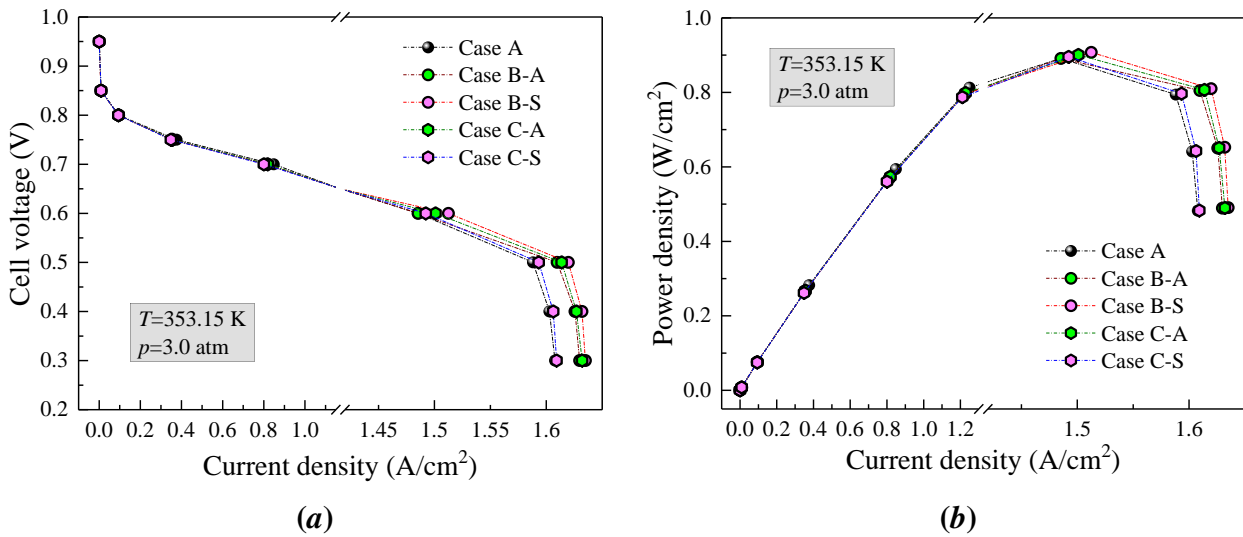 1.0
0.9
0.8
0.7
0.6
0.5
0.4
0.3
0.2
Cell voltage (V)
Case A
Case B-A
Case B-S
Case C-A
Case C-S
T=353.15 K
p=3.0 atm
0.0 0.4 0.8 1.0 1.45 1.5 1.55 1.6
Current density (A/cm²)
(a)
1.0
0.8
0.6
0.4
0.2
0.0
Power density (W/cm²)
T=353.15 K
p=3.0 atm
Case A
Case B-A
Case B-S
Case C-A
Case C-S
0.0 0.2 0.4 0.6 0.8 1.0 1.2 1.5 1.6
Current density (A/cm²)
(b)